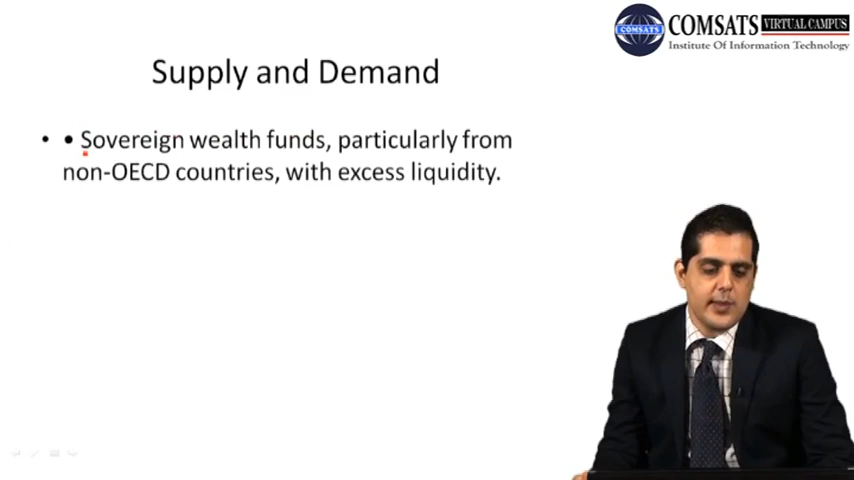 COMSATS VIRTUAL CAMPUS
COMSATS
Institute Of Information Technology
Supply and Demand
• • Sovereign wealth funds, particularly from
non-OECD countries, with excess liquidity.